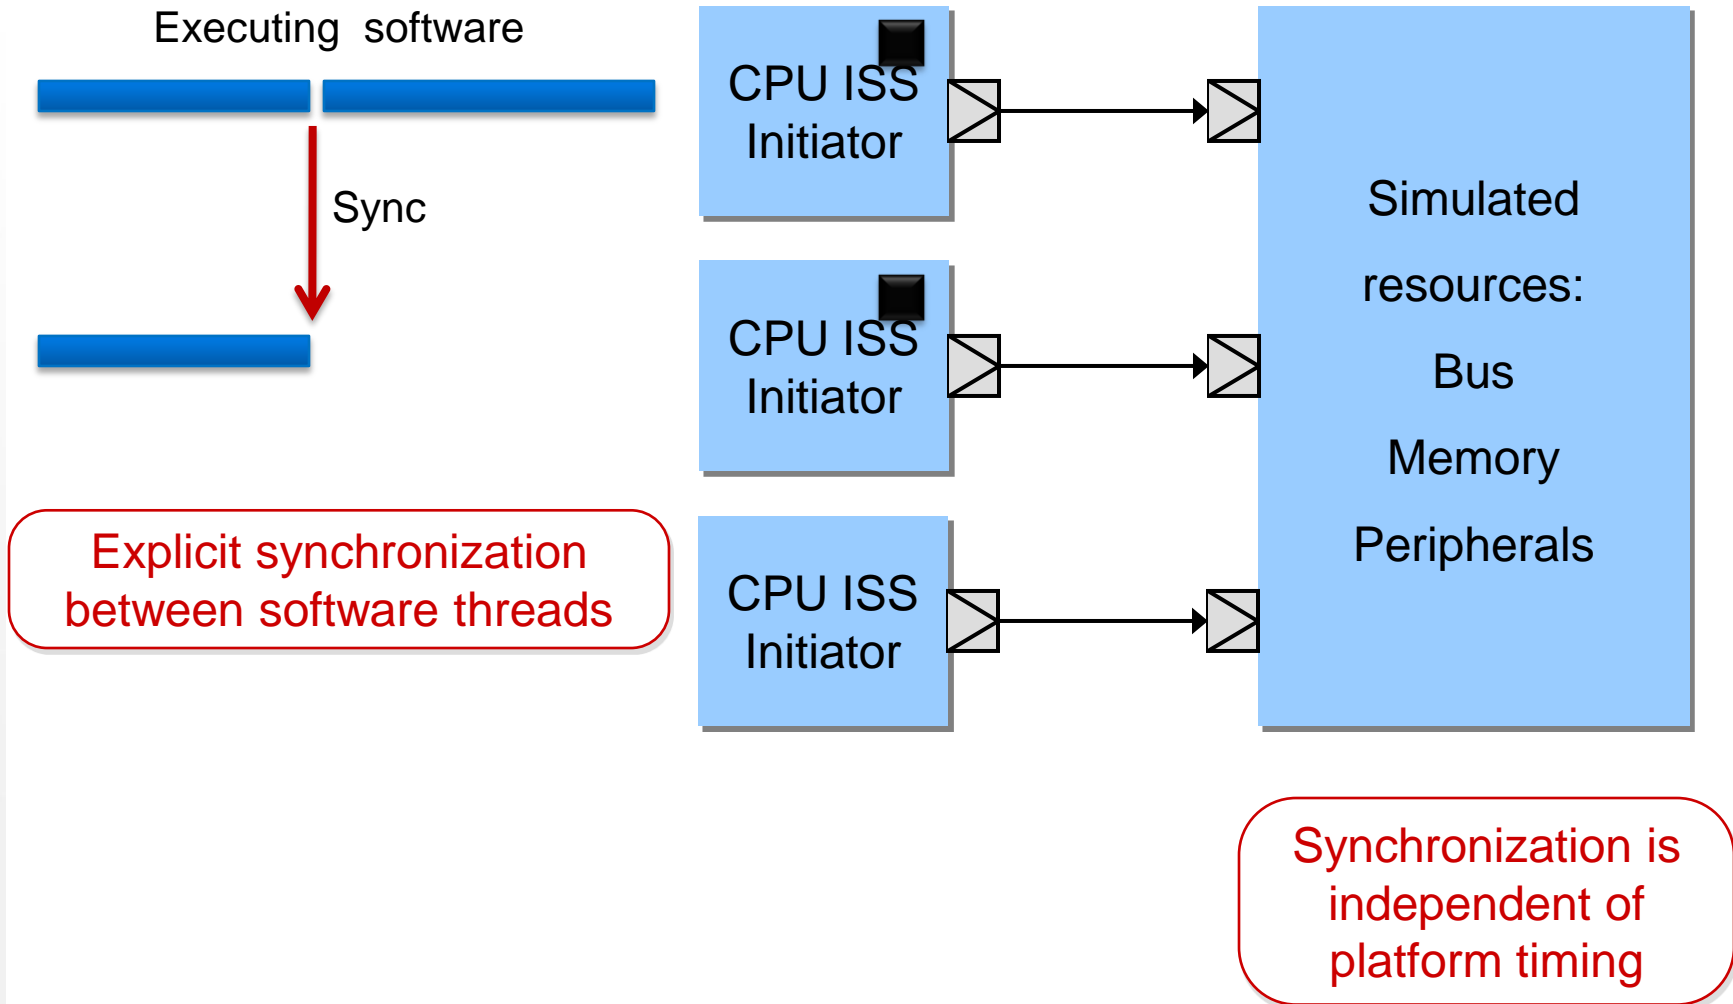 Executing software
Sync
Explicit synchronization
between software threads
CPU ISS
Initiator
CPU ISS
Initiator
CPU ISS
Initiator
Simulated
resources:
Bus
Memory
Peripherals
Synchronization is
independent of
platform timing